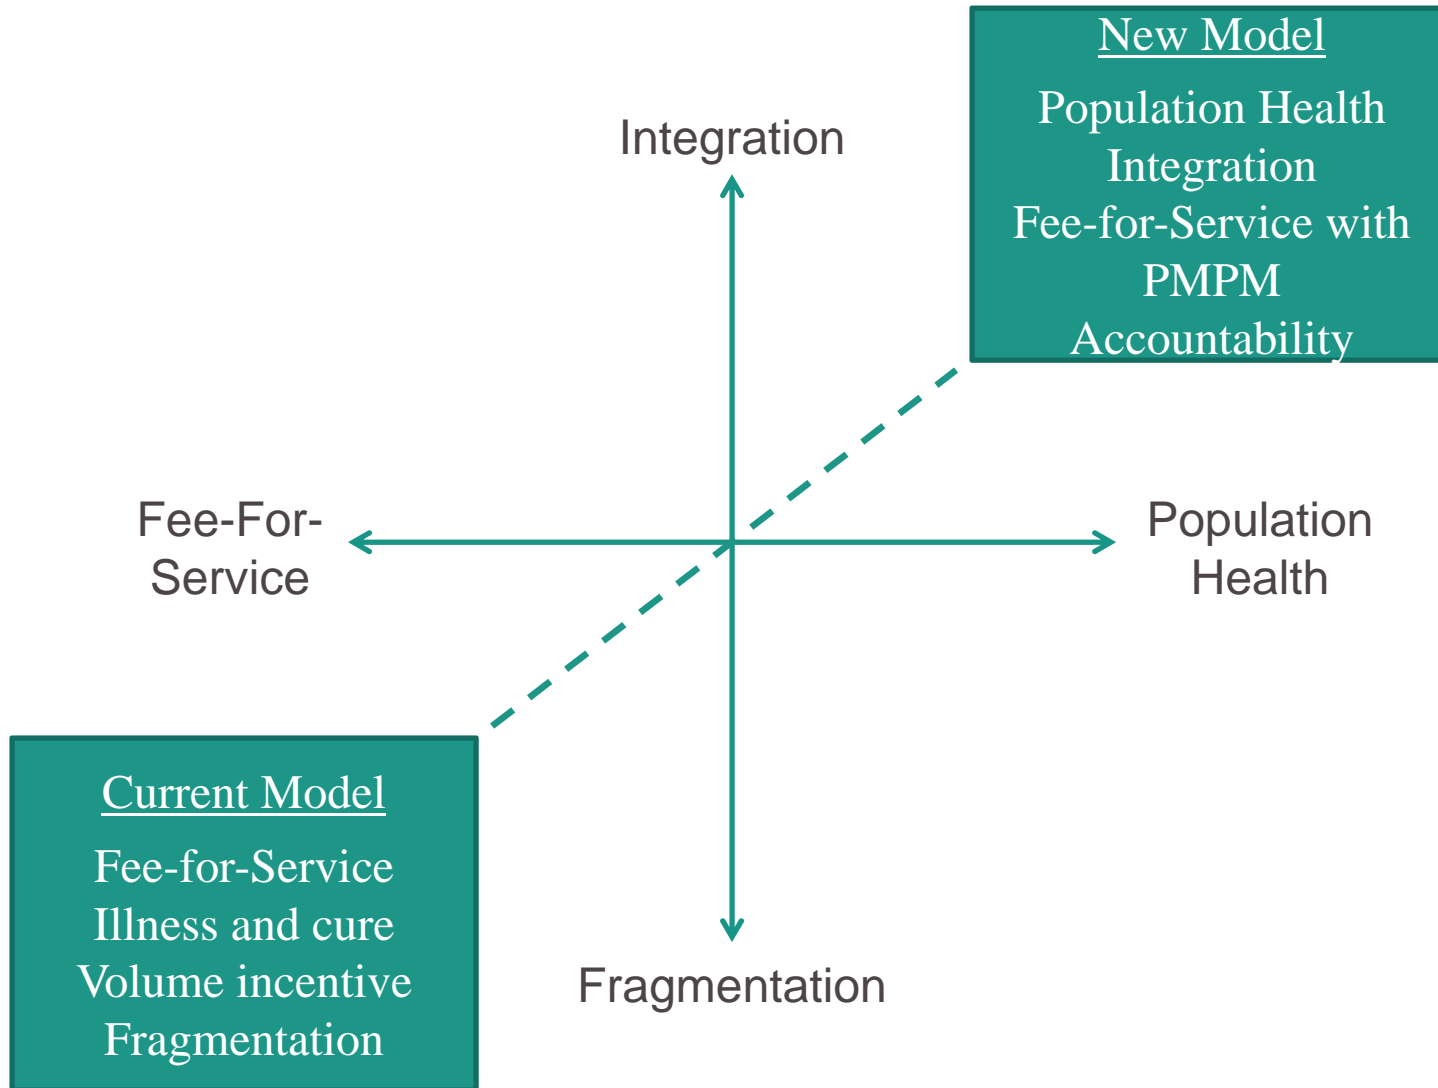 New Model
Population Health
Integration
Fee-for-Service with
PMPM
Accountability
Integration
Fee-For-
Service
Population
Health
Current Model
Fee-for-Service
Illness and cure
Volume incentive
Fragmentation
Fragmentation